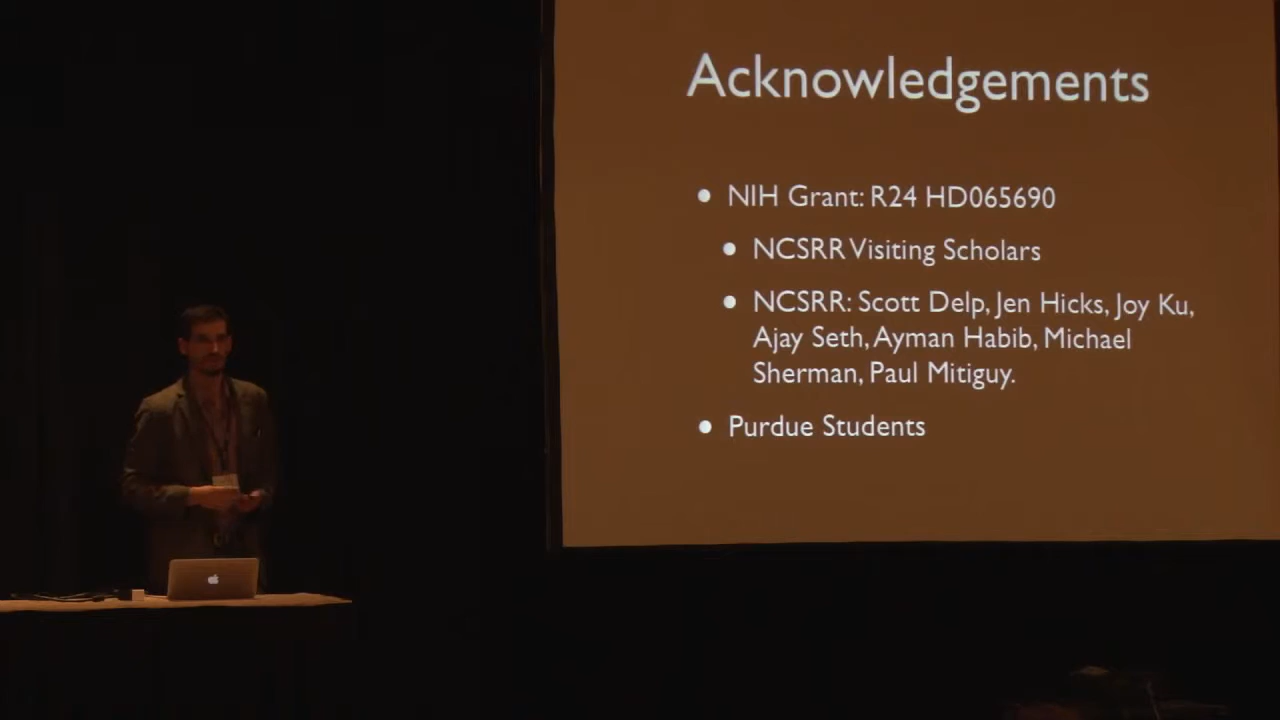 Acknowledgements
• NIH Grant: R24 HD065690
• NCSRR Visiting Scholars
• NCSRR: Scott Delp, Jen Hicks, Joy Ku,
Ajay Seth, Ayman Habib, Michael
Sherman, Paul Mitiguy.
• Purdue Students